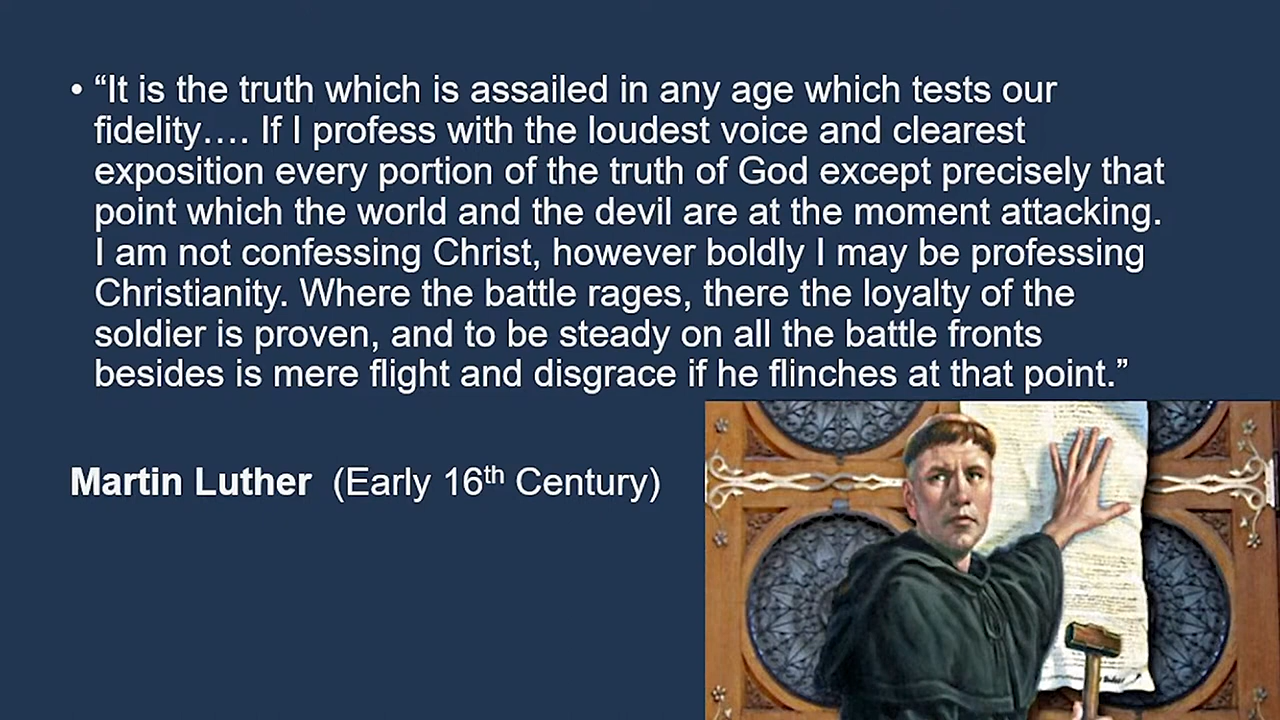 • “It is the truth which is assailed in any age which tests our
fidelity…. If I profess with the loudest voice and clearest
exposition every portion of the truth of God except precisely that
point which the world and the devil are at the moment attacking.
I am not confessing Christ, however boldly I may be professing
Christianity. Where the battle rages, there the loyalty of the
soldier is proven, and to be steady on all the battle fronts
besides is mere flight and disgrace if he flinches at that point.”
Martin Luther (Early 16th Century)